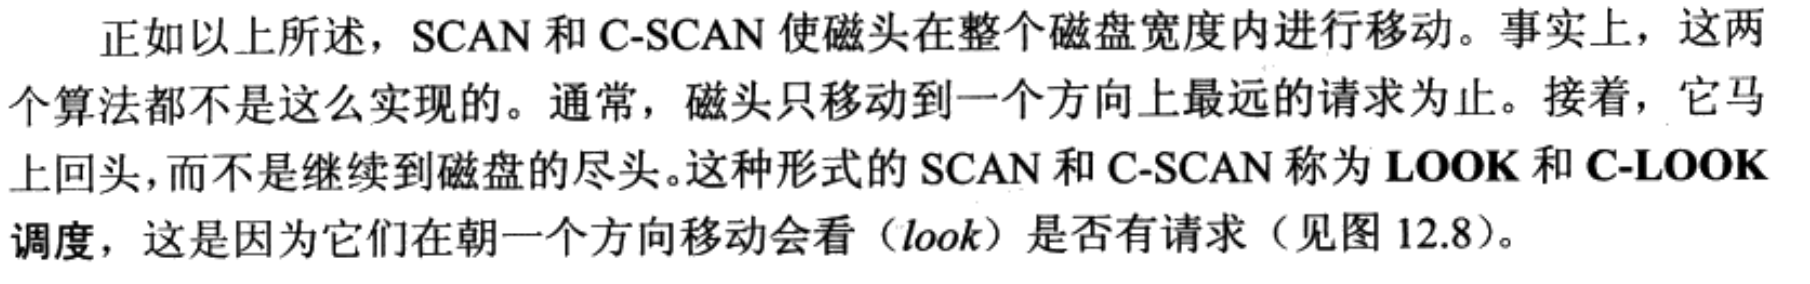 正如以上所述，SCAN 和 C-SCAN 使磁头在整个磁盘宽度内进行移动。事实上，这两
个算法都不是这么实现的。通常，磁头只移动到一个方向上最远的请求为止。接着，它马
上回头，而不是继续到磁盘的尽头。这种形式的 SCAN 和 C-SCAN 称为 LOOK 和 C-LOOK
调度，这是因为它们在朝一个方向移动会看（look）是否有请求（见图 12.8）。